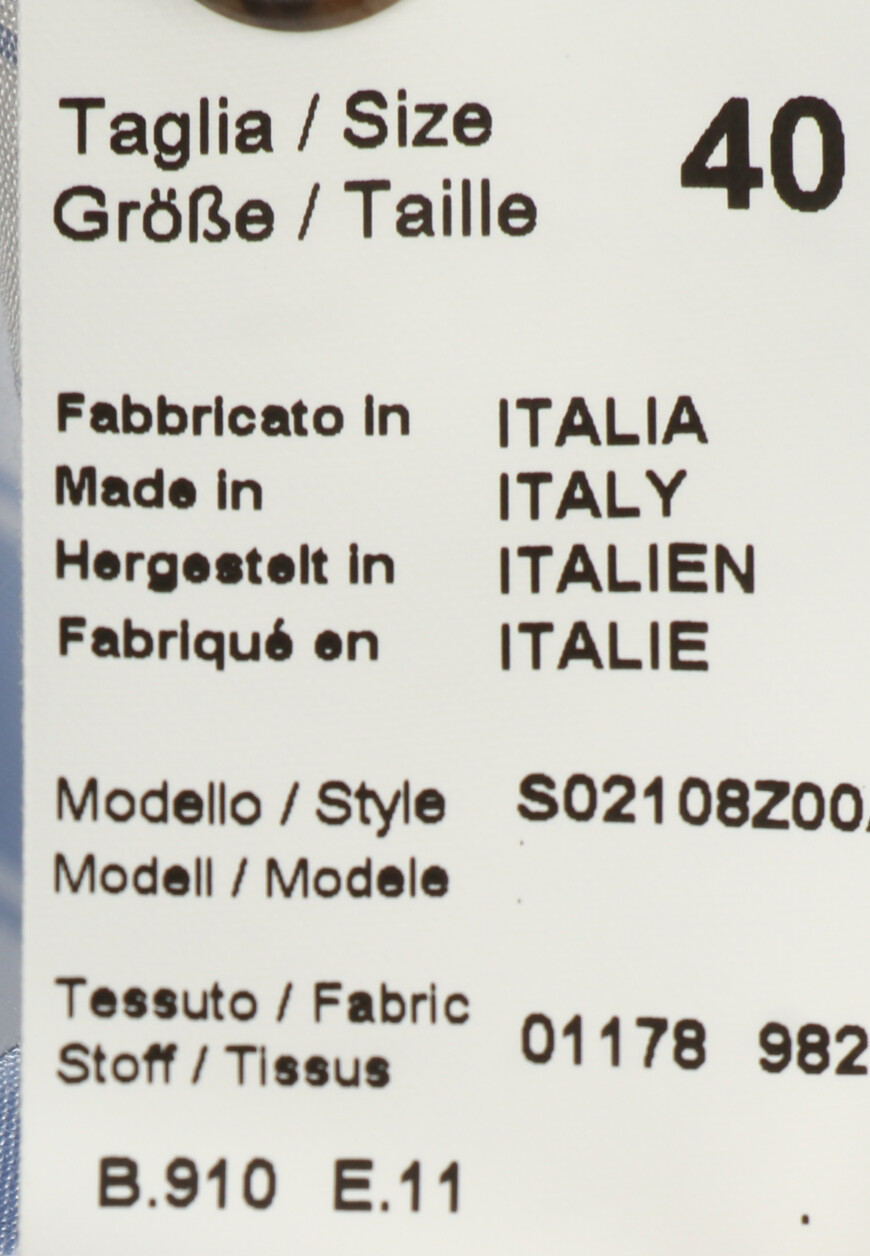 Taglia / Size 40
Größe / Taille
Fabbricato in ITALIA
Made in ITALY
Hergestelt in ITALIEN
Fabriqué en ITALIE
Modello / Style S02108Z00
Modell / Modele
Tessuto / Fabric
Stoff / Tissus 01178 982
B.910 E.11